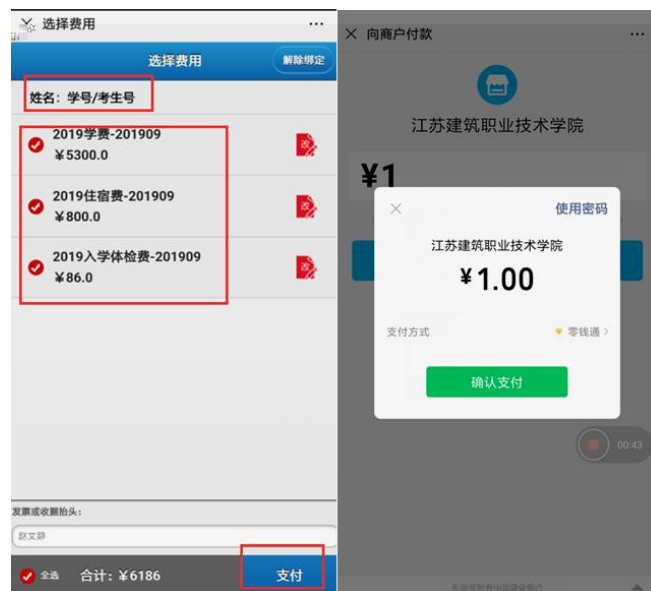 选择费用
...
选择费用
解除绑定
姓名：学号/考生号
2019学费-201909
￥5300.0
改
2019住宿费-201909
￥800.0
改
2019入学体检费-201909
￥86.0
改
发票或收据抬头：
赵文静
全选
合计：￥6186
支付
向商户付款
...
江苏建筑职业技术学院
¥1
使用密码
江苏建筑职业技术学院
¥1.00
支付方式
零钱通
确认支付
00:43